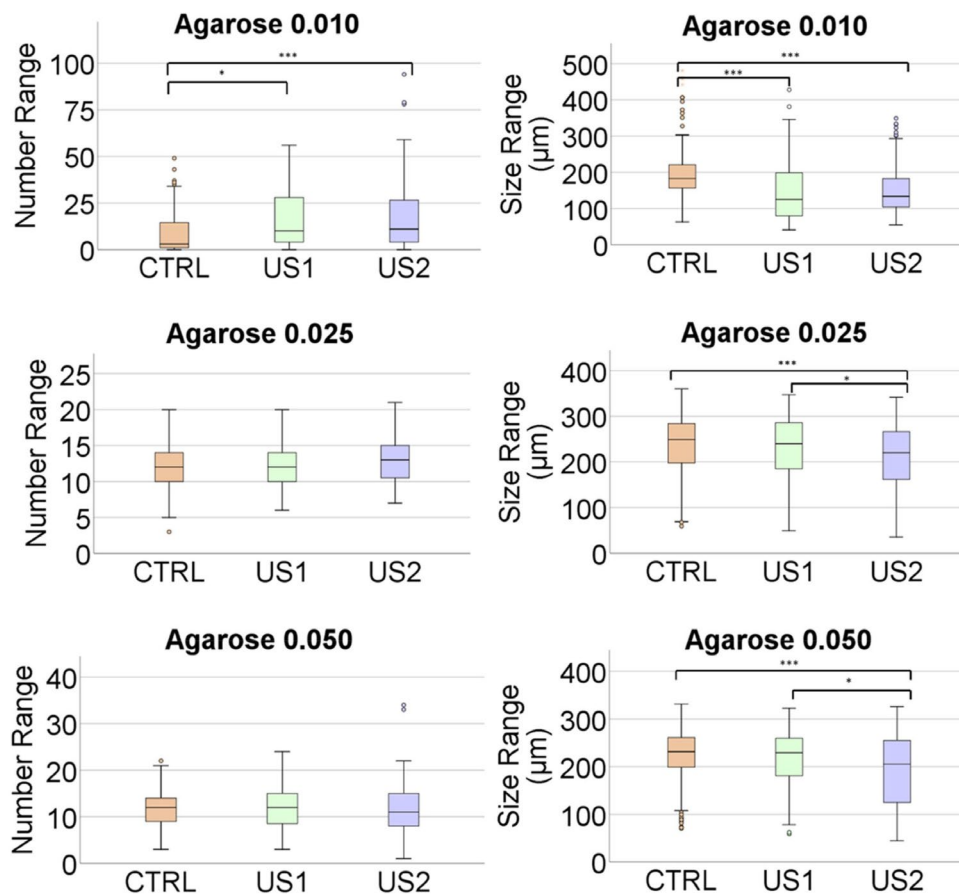 Agarose 0.010
Number Range
100
75
50
25
0
***
*
CTRL US1 US2
Agarose 0.010
Size Range
(µm)
500
400
300
200
100
0
***
***
CTRL US1 US2
Agarose 0.025
Number Range
25
20
15
10
5
0
CTRL US1 US2
Agarose 0.025
Size Range
(µm)
400
300
200
100
0
***
*
CTRL US1 US2
Agarose 0.050
Number Range
40
30
20
10
0
CTRL US1 US2
Agarose 0.050
Size Range
(µm)
400
300
200
100
0
***
*
CTRL US1 US2